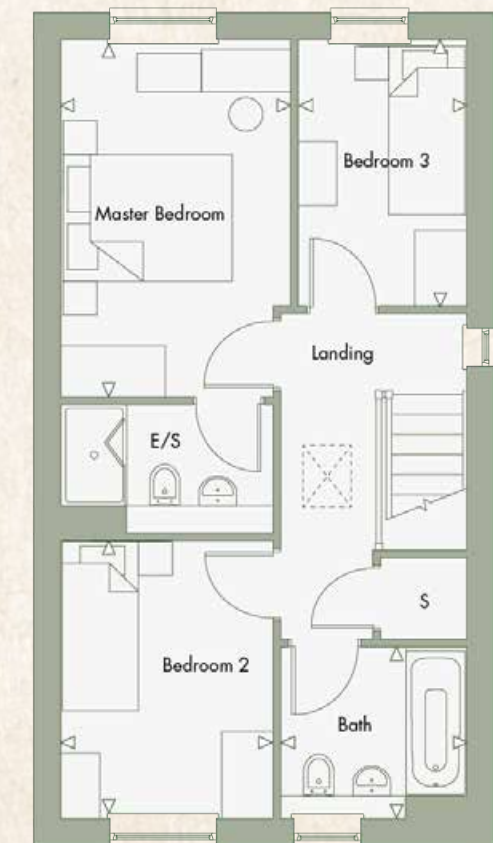 Bedroom 3
Master Bedroom
Landing
E/S
S
Bedroom 2
Bath